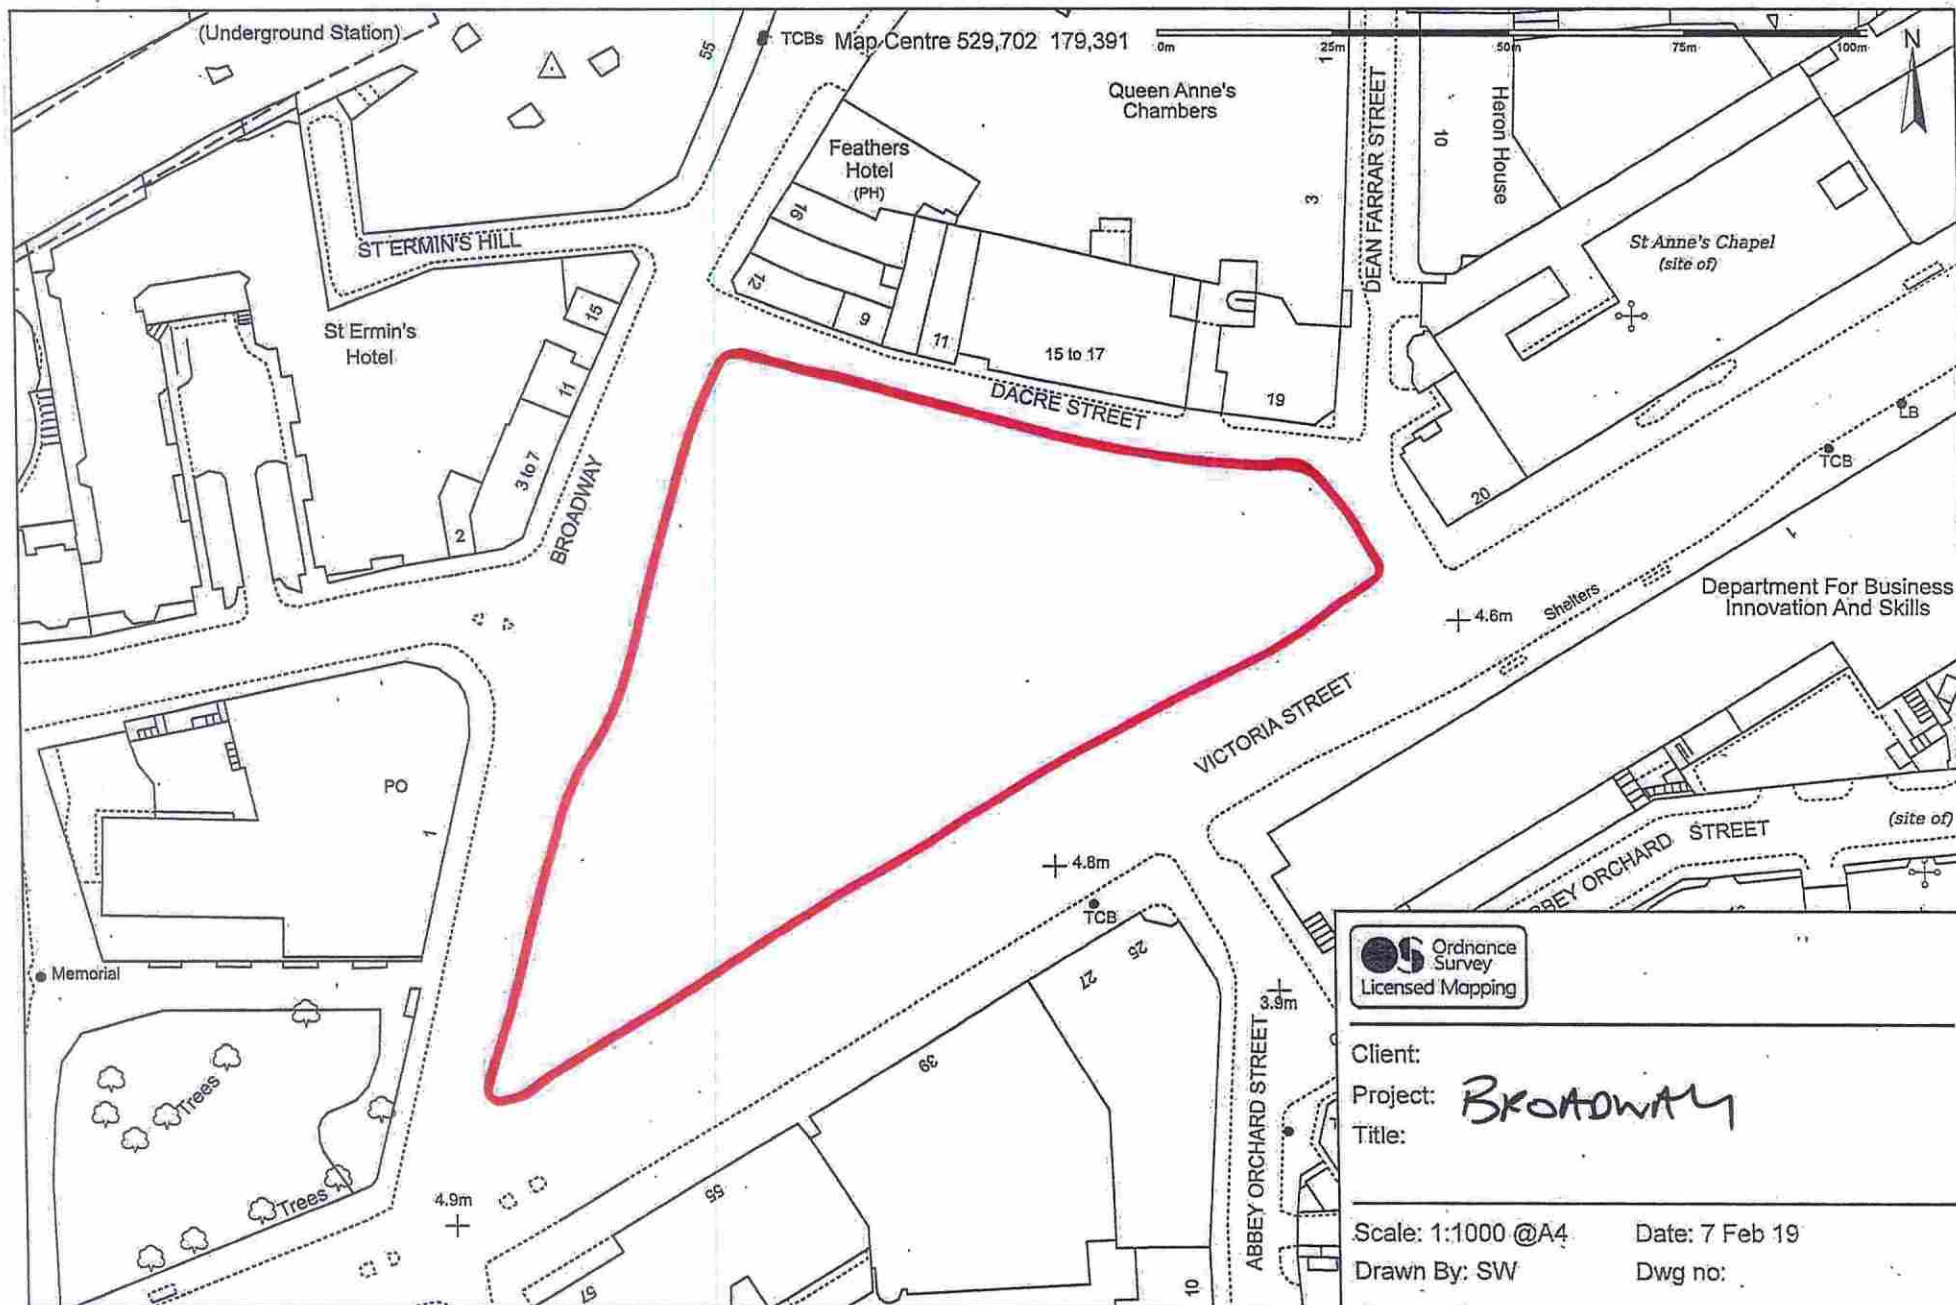 (Underground Station)
55
TCBs
Map Centre 529,702 179,391
0m
25m
50m
75m
100m
N
Queen Anne's
Chambers
1
DEAN FARRAR STREET
10
Heron House
Feathers
Hotel
(PH)
16
12
9
11
15 to 17
3
19
St Anne's Chapel
(site of)
ST ERMIN'S HILL
St Ermin's
Hotel
15
11
3 to 7
2
BROADWAY
DACRE STREET
20
LB
TCB
1
Department For Business
Innovation And Skills
Shelters
4.6m
VICTORIA STREET
PO
1
4.8m
TCB
25
27
ABBEY ORCHARD STREET
(site of)
Memorial
3.9m
39
Trees
Trees
4.9m
55
57
ABBEY ORCHARD STREET
10
OS Ordnance
Survey
Licensed Mapping
Client:
Project: BROADWAY
Title:
Scale: 1:1000 @A4
Date: 7 Feb 19
Drawn By: SW
Dwg no: